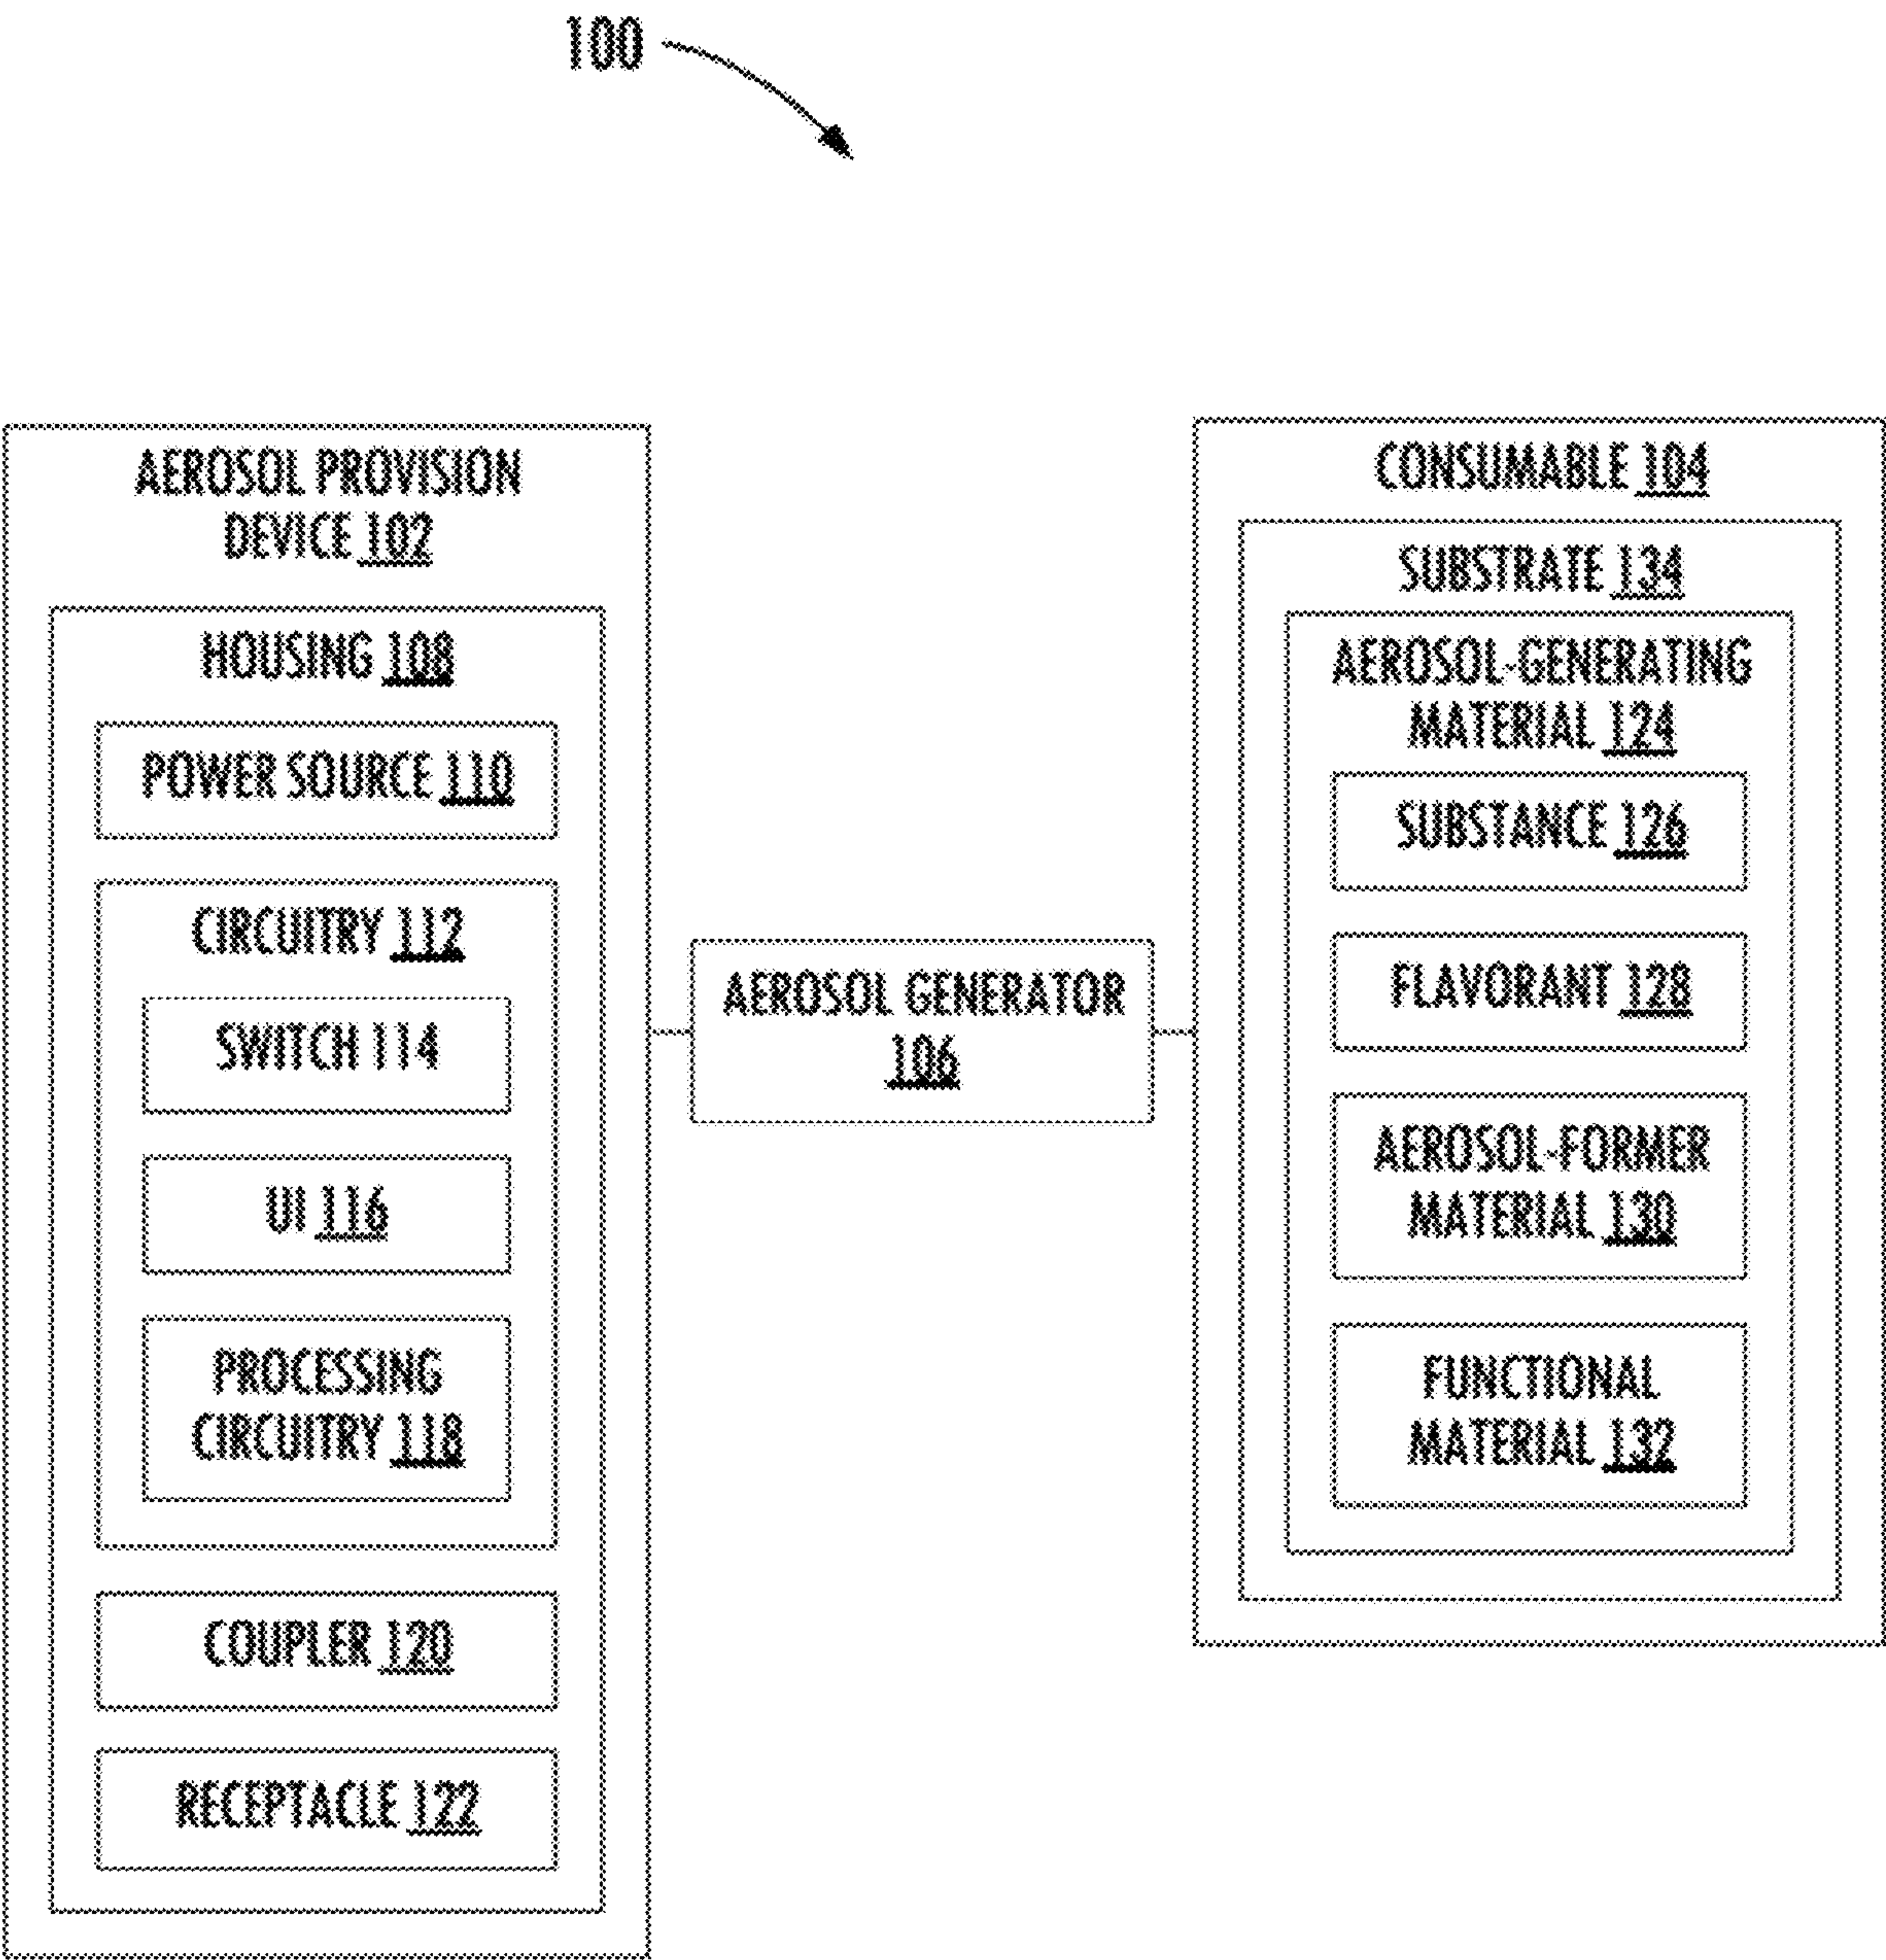 100
AEROSOL PROVISION
DEVICE 102
HOUSING 108
POWER SOURCE 110
CIRCUITRY 112
SWITCH 114
UI 116
PROCESSING
CIRCUITRY 118
COUPLER 120
RECEPTACLE 122
AEROSOL GENERATOR
106
CONSUMABLE 104
SUBSTRATE 134
AEROSOL-GENERATING
MATERIAL 124
SUBSTANCE 126
FLAVORANT 128
AEROSOL-FORMER
MATERIAL 130
FUNCTIONAL
MATERIAL 132